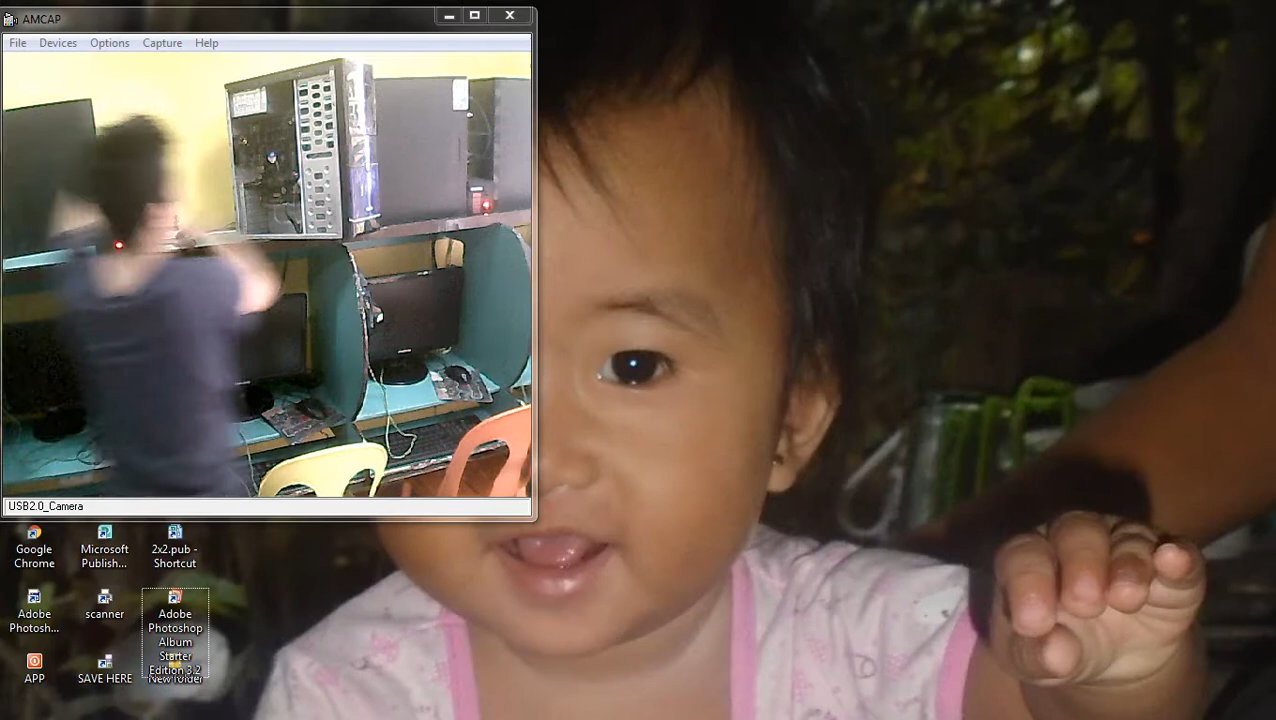 AMCAP
File Devices Options Capture Help
USB2.0_Camera
Google
Chrome
Microsoft
Publish...
2x2.pub -
Shortcut
Adobe
Photosh...
scanner
Adobe
Photoshop
Album
Starter
Edition 3.2
APP
SAVE HERE
New folder